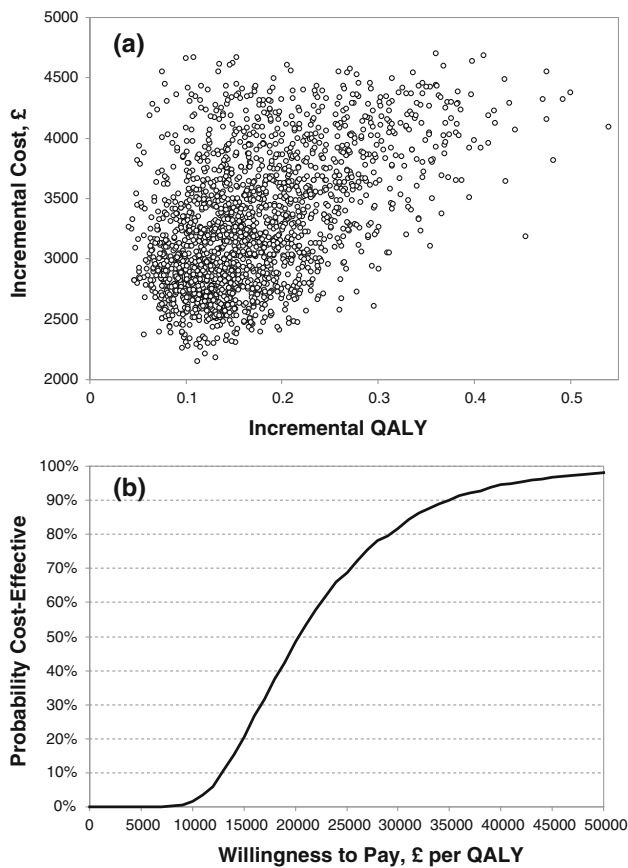 (a)
Incremental Cost, £
5000
4500
4000
3500
3000
2500
2000
0 0.1 0.2 0.3 0.4 0.5
Incremental QALY
(b)
Probability Cost-Effective
100%
90%
80%
70%
60%
50%
40%
30%
20%
10%
0%
0 5000 10000 15000 20000 25000 30000 35000 40000 45000 50000
Willingness to Pay, £ per QALY